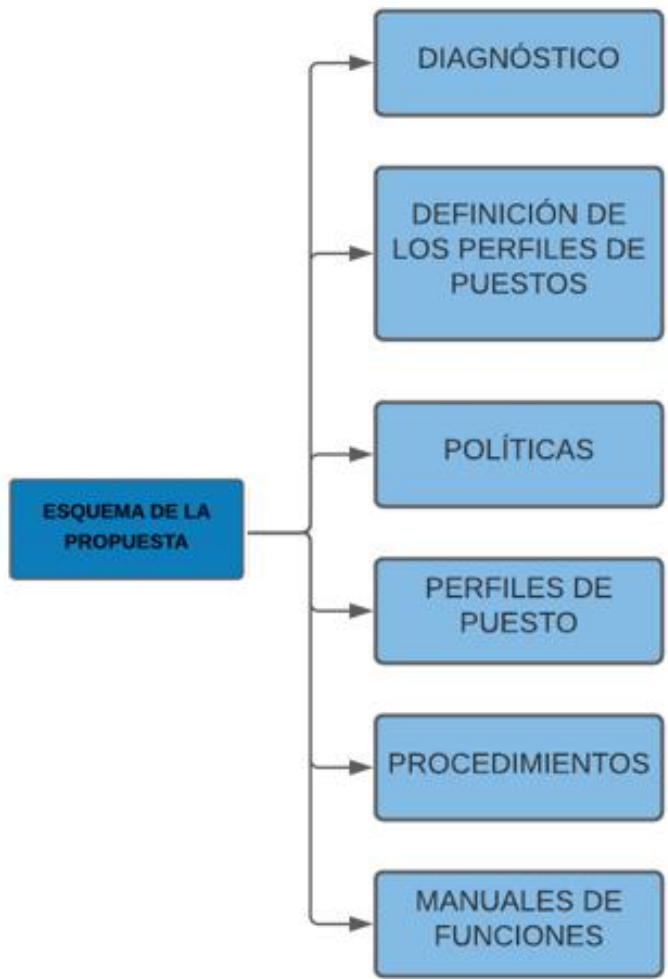 DIAGNÓSTICO
DEFINICIÓN DE
LOS PERFILES DE
PUESTOS
POLÍTICAS
ESQUEMA DE LA
PROPUESTA
PERFILES DE
PUESTO
PROCEDIMIENTOS
MANUALES DE
FUNCIONES